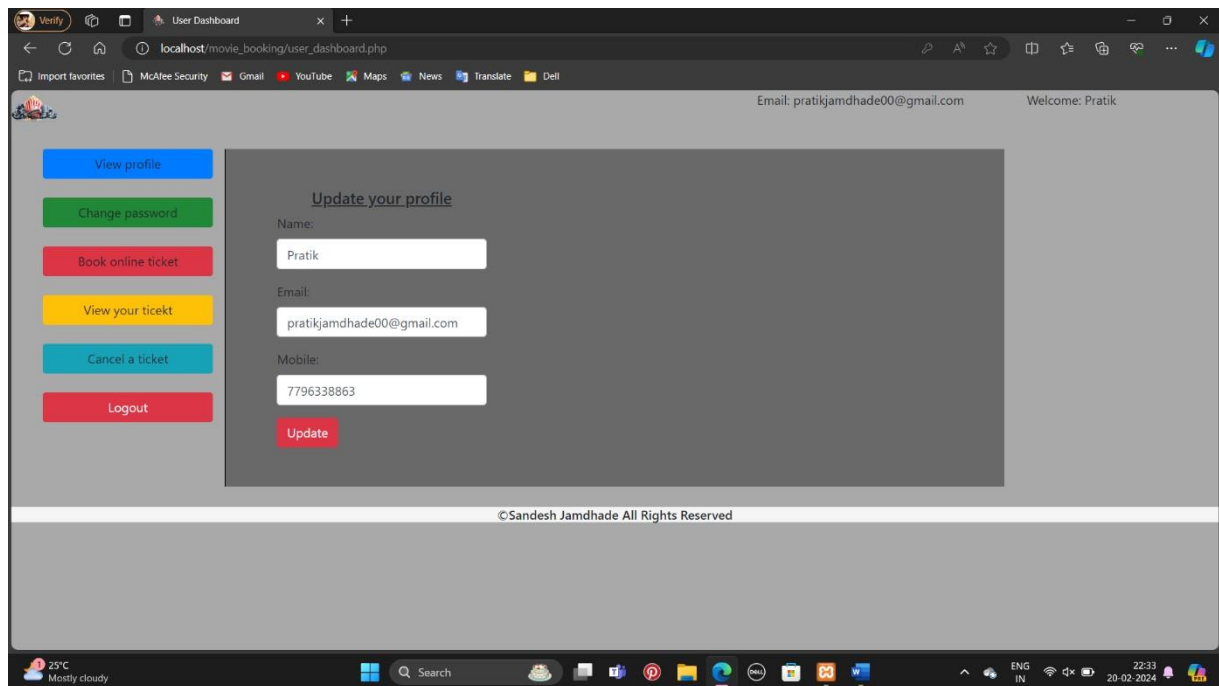 Verify
User Dashboard
localhost/movie_booking/user_dashboard.php
Import favorites
McAfee Security
Gmail
YouTube
Maps
News
Translate
Dell
Email: pratikjamdhade00@gmail.com
Welcome: Pratik
View profile
Change password
Book online ticket
View your ticekt
Cancel a ticket
Logout
Update your profile
Name:
Pratik
Email:
pratikjamdhade00@gmail.com
Mobile:
7796338863
Update
©Sandesh Jamdhade All Rights Reserved
1
25°C
Mostly cloudy
Search
DELL
ENG
IN
22:33
20-02-2024